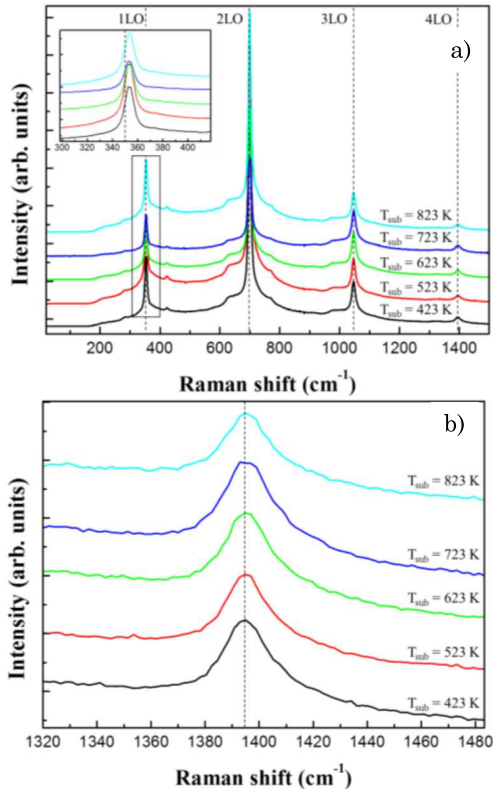 1LO 2LO 3LO 4LO
a)
300 320 340 360 380 400
T_sub = 823 K
T_sub = 723 K
T_sub = 623 K
T_sub = 523 K
T_sub = 423 K
Intensity (arb. units)
200 400 600 800 1000 1200 1400
Raman shift (cm⁻¹)
b)
T_sub = 823 K
T_sub = 723 K
T_sub = 623 K
T_sub = 523 K
T_sub = 423 K
Intensity (arb. units)
1320 1340 1360 1380 1400 1420 1440 1460 1480
Raman shift (cm⁻¹)